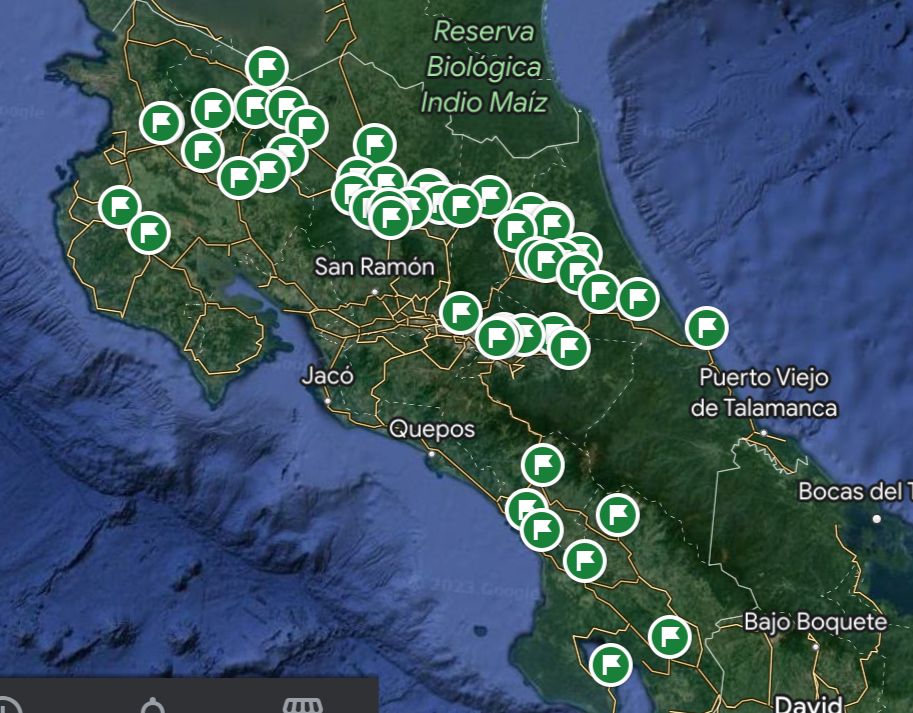 Reserva
Biológica
Indio Maíz
San Ramón
Jacó
Quepos
Puerto Viejo
de Talamanca
Bocas del T
Bajo Boquete
David
2023 Google